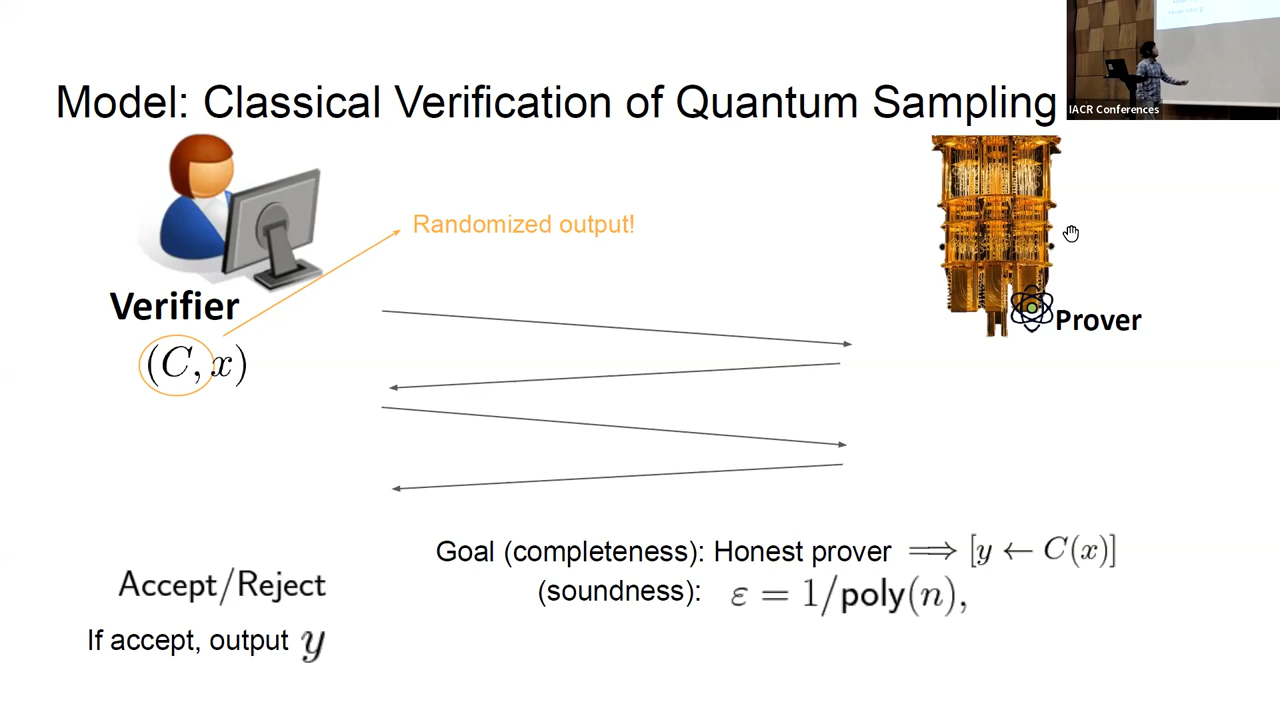 Model: Classical Verification of Quantum Sampling
IACR Conferences
Randomized output!
Verifier
Prover
(C, x)
Goal (completeness): Honest prover ⟹ [y ← C(x)]
Accept/Reject
(soundness): ε = 1/poly(n),
If accept, output y